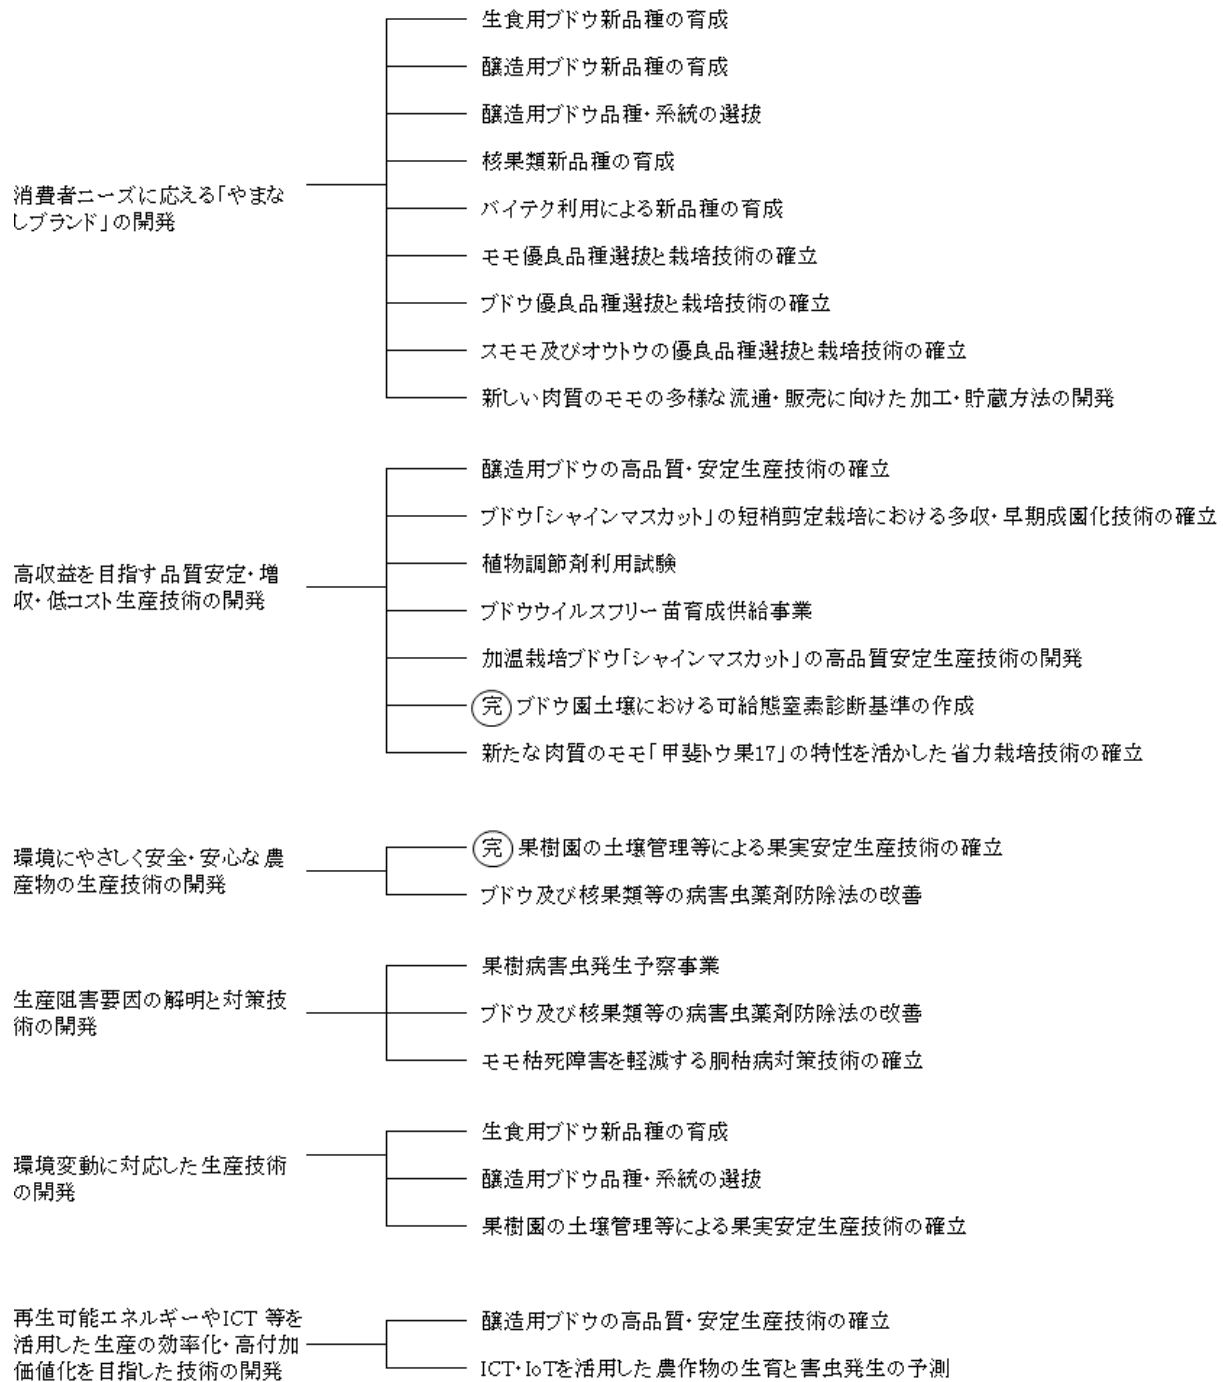 消費者ニーズに応える「やまな
しブランド」の開発
生食用ブドウ新品種の育成
醸造用ブドウ新品種の育成
醸造用ブドウ品種・系統の選抜
核果類新品種の育成
バイテク利用による新品種の育成
モモ優良品種選抜と栽培技術の確立
ブドウ優良品種選抜と栽培技術の確立
スモモ及びオウトウの優良品種選抜と栽培技術の確立
新しい肉質のモモの多様な流通・販売に向けた加工・貯蔵方法の開発
高収益を目指す品質安定・増
収・低コスト生産技術の開発
醸造用ブドウの高品質・安定生産技術の確立
ブドウ「シャインマスカット」の短梢剪定栽培における多収・早期成園化技術の確立
植物調節剤利用試験
ブドウウイルスフリー苗育成供給事業
加温栽培ブドウ「シャインマスカット」の高品質安定生産技術の開発
完 ブドウ園土壌における可給態窒素診断基準の作成
新たな肉質のモモ「甲斐トウ果17」の特性を活かした省力栽培技術の確立
環境にやさしく安全・安心な農
産物の生産技術の開発
完 果樹園の土壌管理等による果実安定生産技術の確立
ブドウ及び核果類等の病害虫薬剤防除法の改善
生産阻害要因の解明と対策技
術の開発
果樹病害虫発生予察事業
ブドウ及び核果類等の病害虫薬剤防除法の改善
モモ枯死障害を軽減する胴枯病対策技術の確立
環境変動に対応した生産技術
の開発
生食用ブドウ新品種の育成
醸造用ブドウ品種・系統の選抜
果樹園の土壌管理等による果実安定生産技術の確立
再生可能エネルギーやICT 等を
活用した生産の効率化・高付加
価値化を目指した技術の開発
醸造用ブドウの高品質・安定生産技術の確立
ICT・IoTを活用した農作物の生育と害虫発生の予測